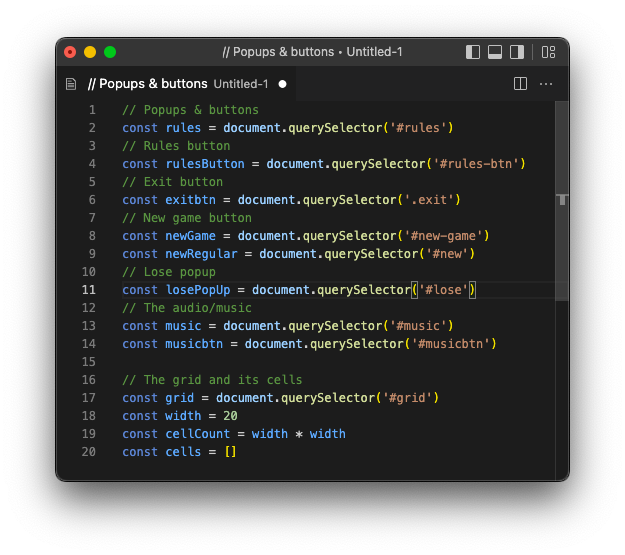 // Popups & buttons • Untitled-1
// Popups & buttons Untitled-1
1 // Popups & buttons
2 const rules = document.querySelector('#rules')
3 // Rules button
4 const rulesButton = document.querySelector('#rules-btn')
5 // Exit button
6 const exitbtn = document.querySelector('.exit')
7 // New game button
8 const newGame = document.querySelector('#new-game')
9 const newRegular = document.querySelector('#new')
10 // Lose popup
11 const losePopUp = document.querySelector('#lose')
12 // The audio/music
13 const music = document.querySelector('#music')
14 const musicbtn = document.querySelector('#musicbtn')
15
16 // The grid and its cells
17 const grid = document.querySelector('#grid')
18 const width = 20
19 const cellCount = width * width
20 const cells = []